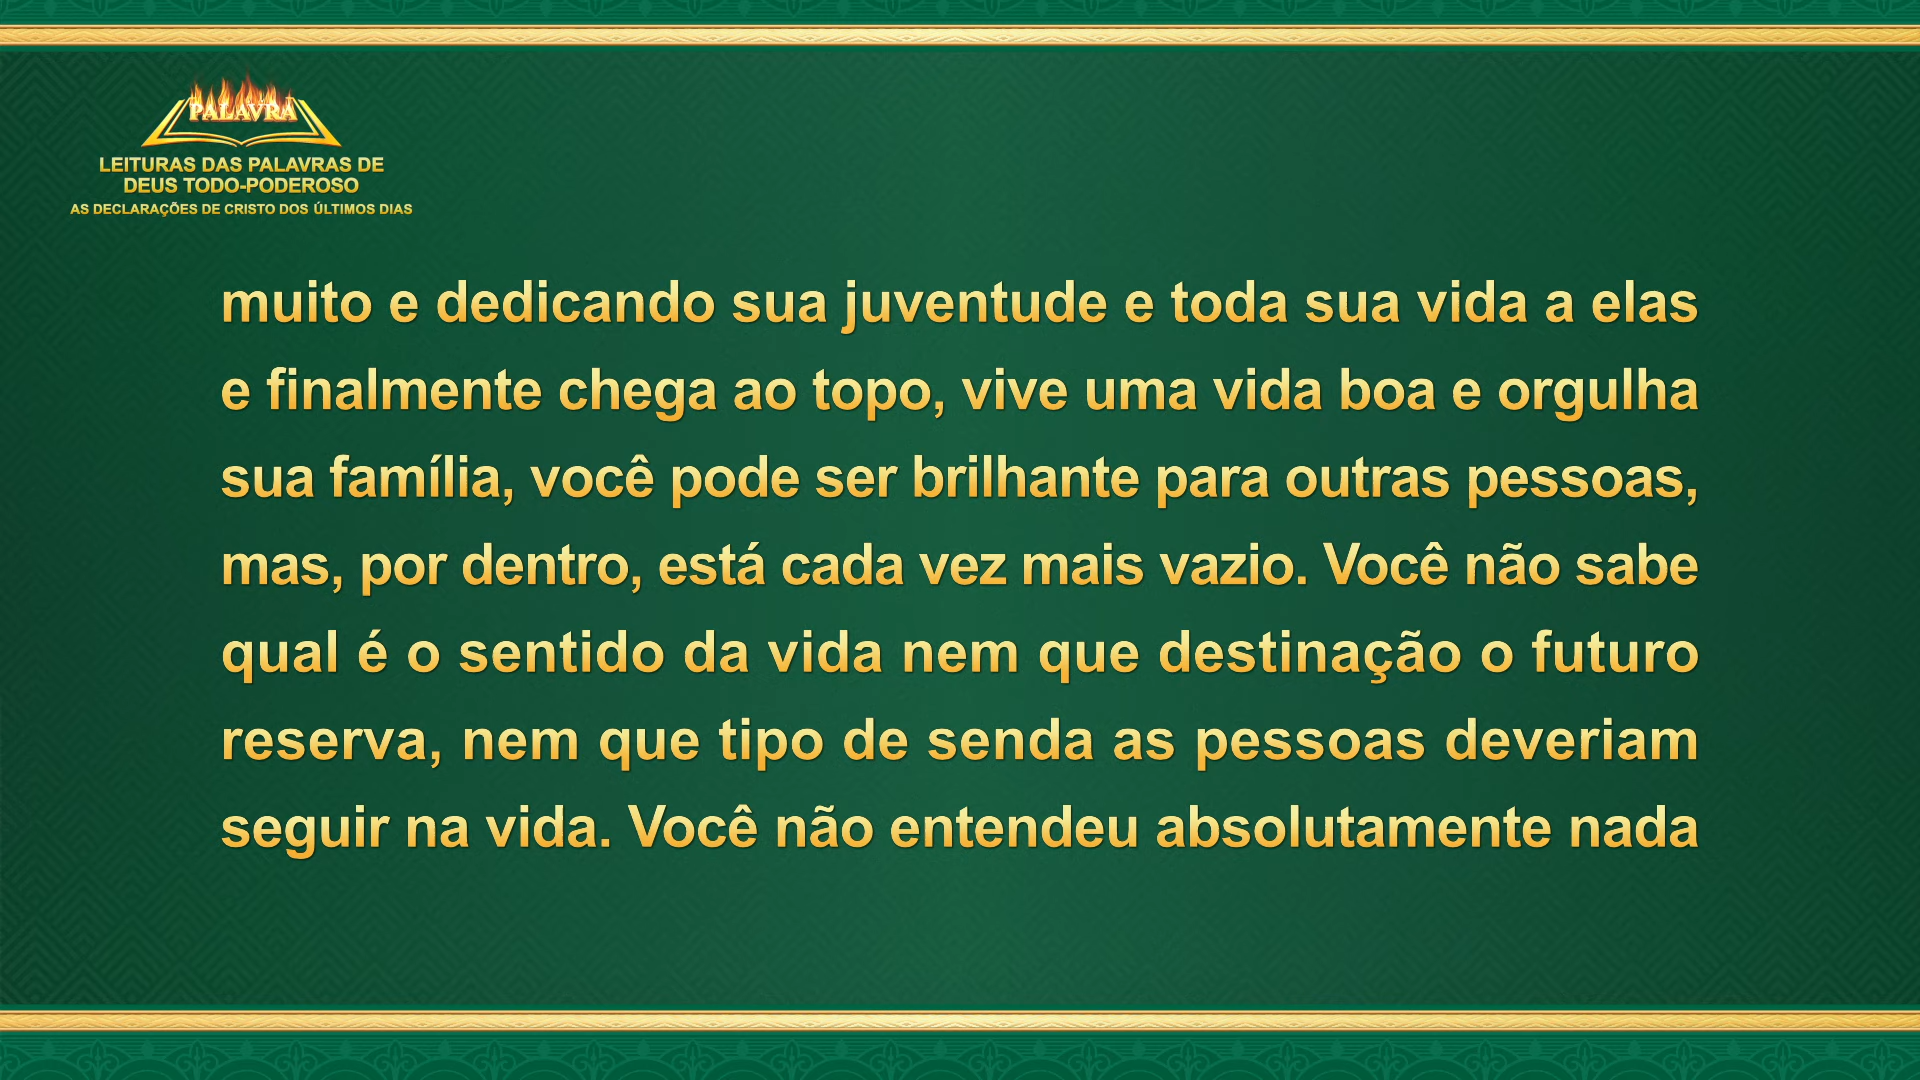 PALAVRA
LEITURAS DAS PALAVRAS DE
DEUS TODO-PODEROSO
AS DECLARAÇÕES DE CRISTO DOS ÚLTIMOS DIAS
muito e dedicando sua juventude e toda sua vida a elas
e finalmente chega ao topo, vive uma vida boa e orgulha
sua família, você pode ser brilhante para outras pessoas,
mas, por dentro, está cada vez mais vazio. Você não sabe
qual é o sentido da vida nem que destinação o futuro
reserva, nem que tipo de senda as pessoas deveriam
seguir na vida. Você não entendeu absolutamente nada